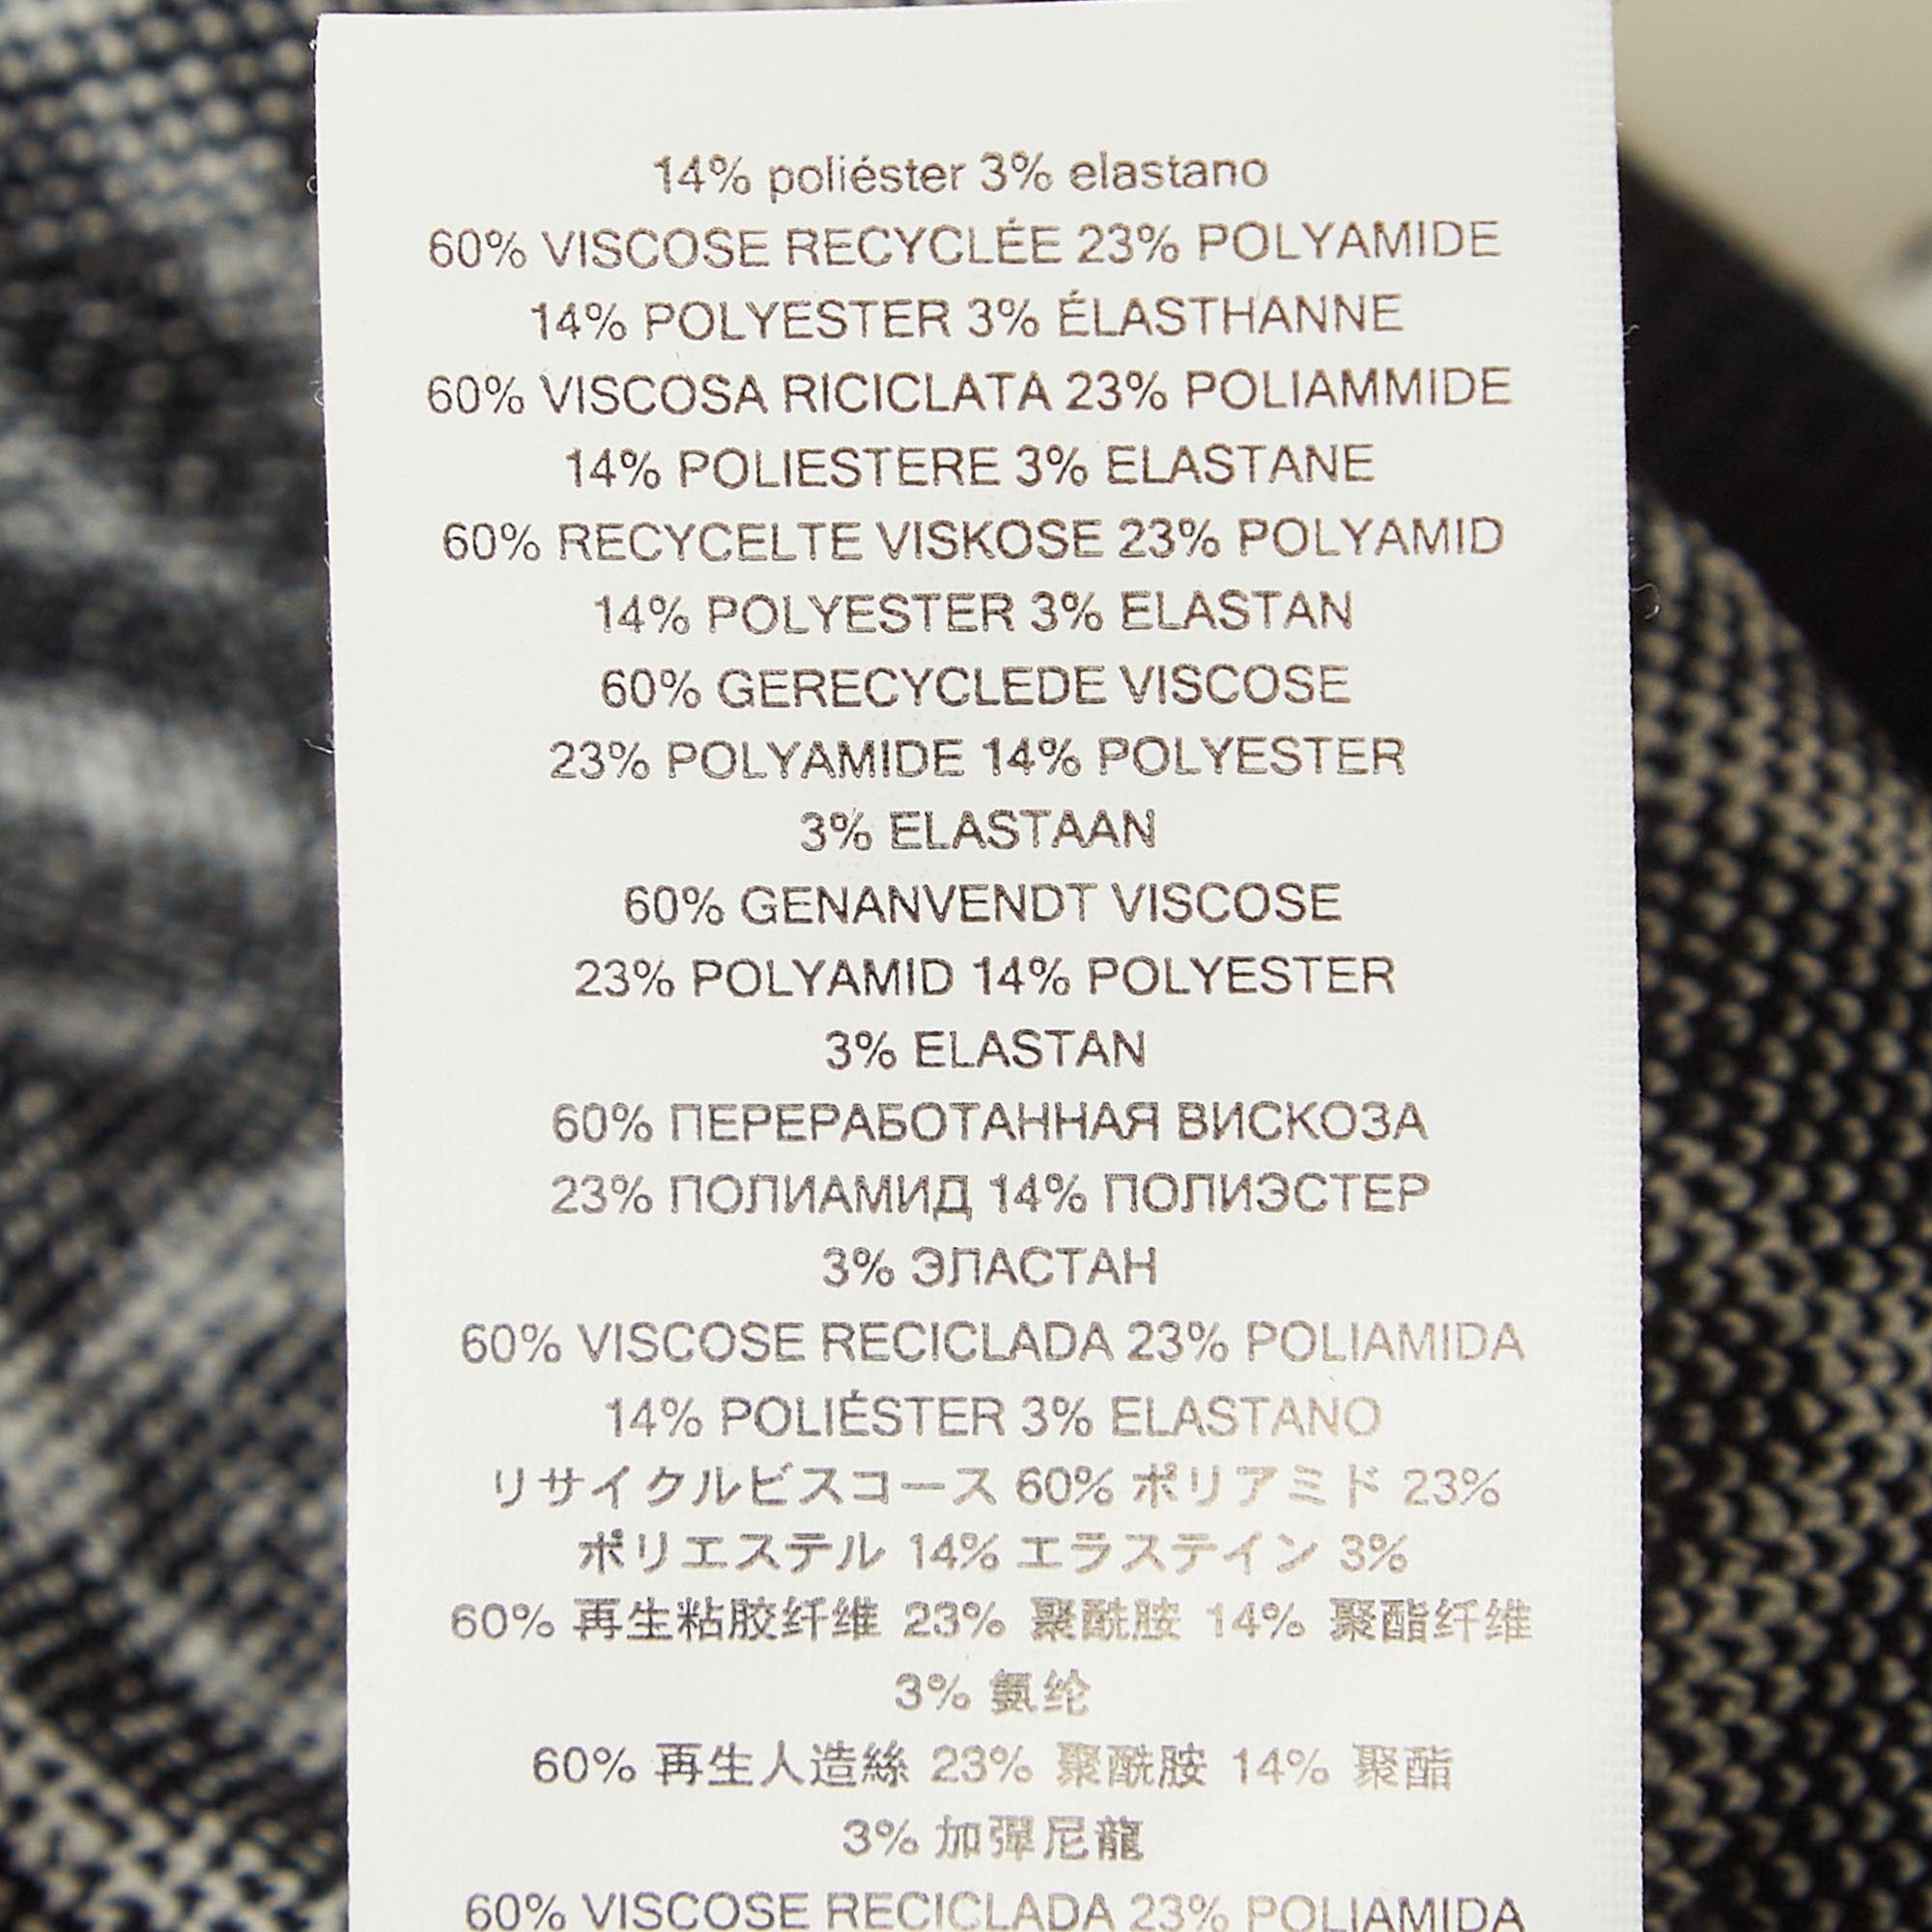 14% poliéster 3% elastano
60% VISCOSE RECYCLÉE 23% POLYAMIDE
14% POLYESTER 3% ÉLASTHANNE
60% VISCOSA RICICLATA 23% POLIAMMIDE
14% POLIESTERE 3% ELASTANE
60% RECYCELTE VISKOSE 23% POLYAMID
14% POLYESTER 3% ELASTAN
60% GERECYCLEDE VISCOSE
23% POLYAMIDE 14% POLYESTER
3% ELASTAAN
60% GENANVENDT VISCOSE
23% POLYAMID 14% POLYESTER
3% ELASTAN
60% ПЕРЕРАБОТАННАЯ ВИСКОЗА
23% ПОЛИАМИД 14% ПОЛИЭСТЕР
3% ЭЛАСТАН
60% VISCOSE RECICLADA 23% POLIAMIDA
14% POLIÉSTER 3% ELASTANO
リサイクルビスコース 60% ポリアミド 23%
ポリエステル 14% エラステイン 3%
60% 再生粘胶纤维 23% 聚酰胺 14% 聚酯纤维
3% 氨纶
60% 再生人造絲 23% 聚酰胺 14% 聚酯
3% 加彈尼龍
60% VISCOSE RECICLADA 23% POLIAMIDA